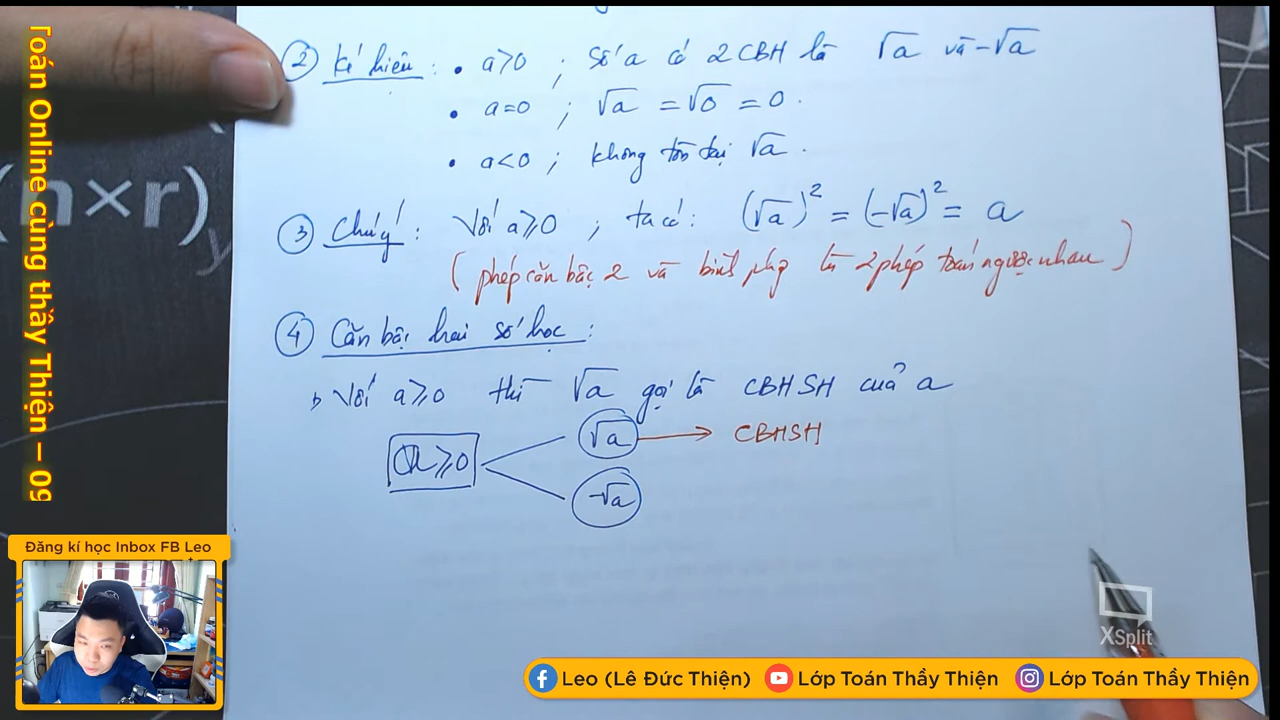 ② Kí hiệu : • a>0 ; số a có 2 CBH là √a và -√a
• a=0 ; √a = √0 = 0.
• a<0 ; không tồn tại √a.
③ Chú ý : Với a≥0 ; ta có: (√a)² = (-√a)² = a
(phép căn bậc 2 và bình phg là 2 phép toán ngược nhau)
④ Căn bậc hai số học :
Với a≥0 thì √a gọi là CBHSH của a
√a → CBHSH
a≥0
-√a
Toán Online cùng thầy Thiện – 09
(n×r)
y
Đăng kí học Inbox FB Leo
XSplit
Leo (Lê Đức Thiện) Lớp Toán Thầy Thiện Lớp Toán Thầy Thiện